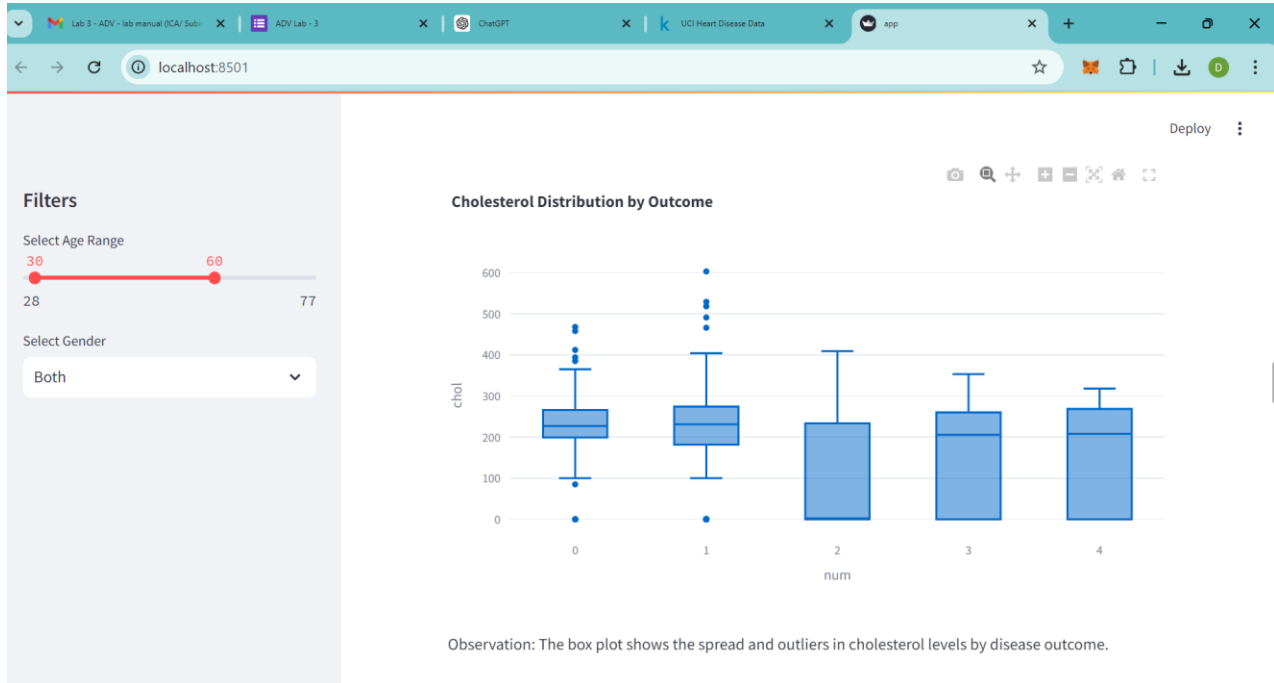 Lab 3 - ADV - lab manual (ICA/ Subm
ADV Lab - 3
ChatGPT
k UCI Heart Disease Data
app
localhost:8501
D
Deploy
Filters
Select Age Range
30 60
28 77
Select Gender
Both
Cholesterol Distribution by Outcome
600
500
400
300
200
100
0
chol
0 1 2 3 4
num
Observation: The box plot shows the spread and outliers in cholesterol levels by disease outcome.